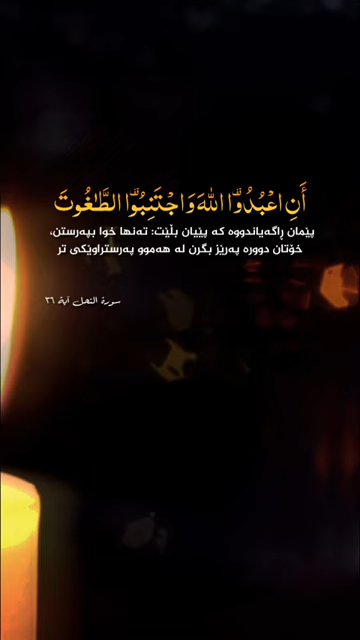 أَنِ اعْبُدُوا اللَّهَ وَاجْتَنِبُوا الطَّاغُوتَ
پێمان ڕاگەیاندووە کە پێیان بڵێت: تەنها خوا بپەرستن،
خۆتان دوورە پەرێز بگرن لە هەموو پەرستراوێکی تر
سورة النحل آية ٣٦